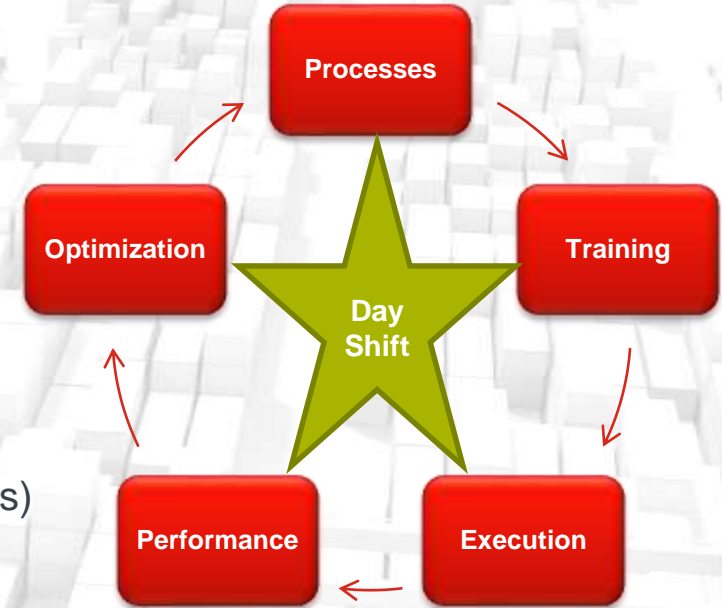 Processes
Optimization
Training
Day
Shift
s)
Performance
Execution